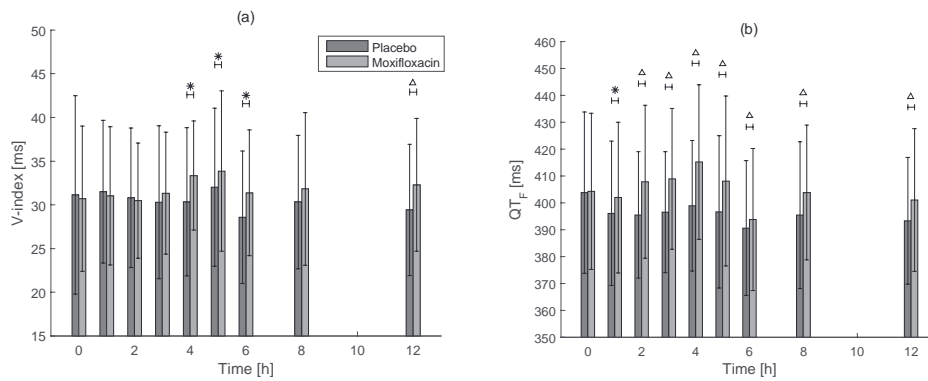 (a)
50
45
40
35
30
25
20
15
V-index [ms]
0 2 4 6 8 10 12
Time [h]
Placebo
Moxifloxacin
* * * Δ
(b)
460
450
440
430
420
410
400
390
380
370
360
350
QT_F [ms]
0 2 4 6 8 10 12
Time [h]
* Δ Δ Δ Δ Δ Δ Δ